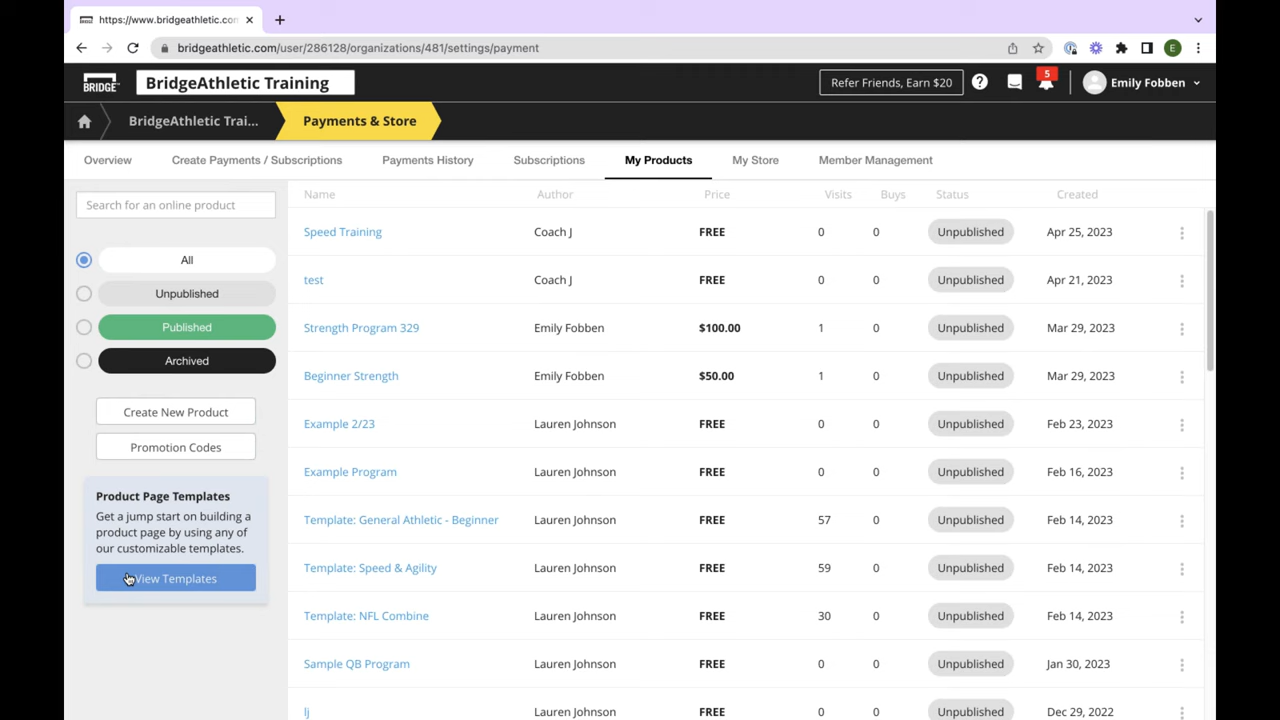 https://www.bridgeathletic.con
bridgeathletic.com/user/286128/organizations/481/settings/payment
E
BRIDGE
BridgeAthletic Training
Refer Friends, Earn $20
?
5
Emily Fobben
BridgeAthletic Trai...
Payments & Store
Overview
Create Payments / Subscriptions
Payments History
Subscriptions
My Products
My Store
Member Management
Search for an online product
All
Unpublished
Published
Archived
Create New Product
Promotion Codes
Product Page Templates
Get a jump start on building a
product page by using any of
our customizable templates.
View Templates
Name Author Price Visits Buys Status Created
Speed Training Coach J FREE 0 0 Unpublished Apr 25, 2023
test Coach J FREE 0 0 Unpublished Apr 21, 2023
Strength Program 329 Emily Fobben $100.00 1 0 Unpublished Mar 29, 2023
Beginner Strength Emily Fobben $50.00 1 0 Unpublished Mar 29, 2023
Example 2/23 Lauren Johnson FREE 0 0 Unpublished Feb 23, 2023
Example Program Lauren Johnson FREE 0 0 Unpublished Feb 16, 2023
Template: General Athletic - Beginner Lauren Johnson FREE 57 0 Unpublished Feb 14, 2023
Template: Speed & Agility Lauren Johnson FREE 59 0 Unpublished Feb 14, 2023
Template: NFL Combine Lauren Johnson FREE 30 0 Unpublished Feb 14, 2023
Sample QB Program Lauren Johnson FREE 0 0 Unpublished Jan 30, 2023
lj Lauren Johnson FREE 0 0 Unpublished Dec 29, 2022